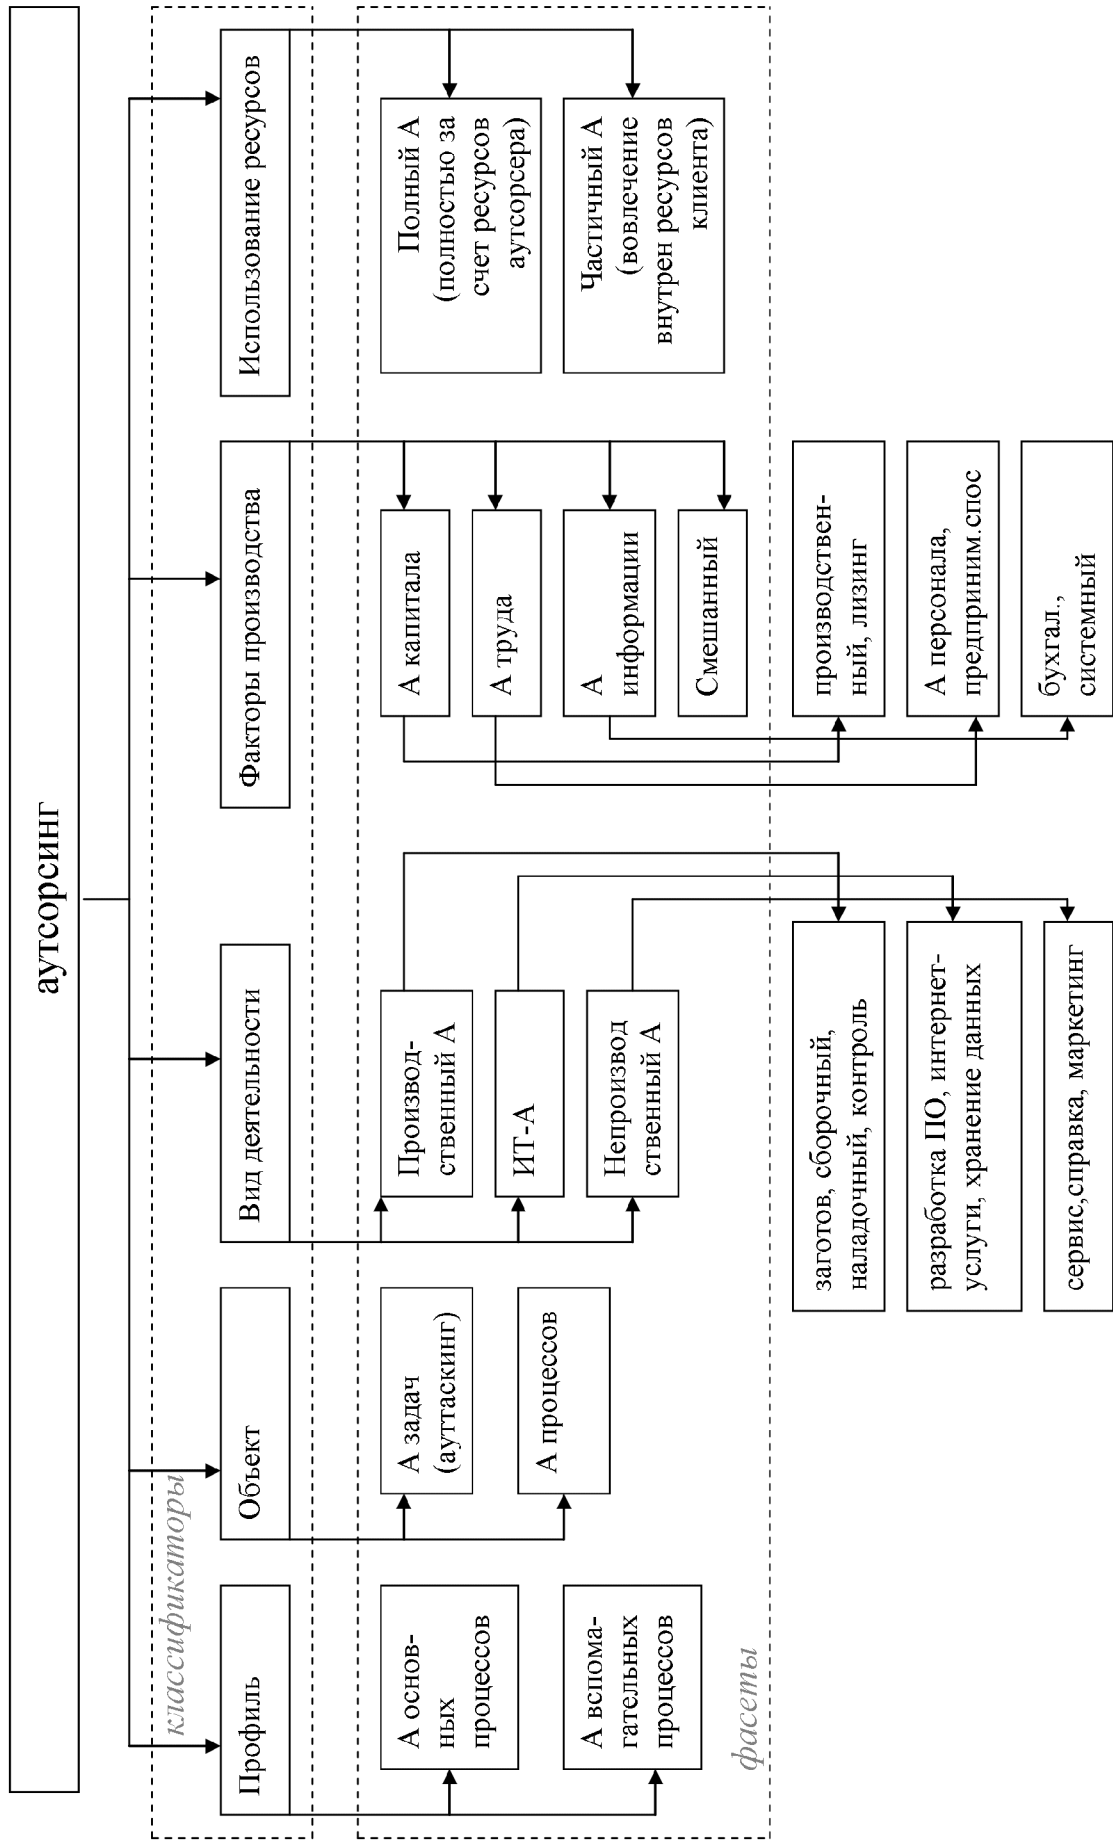 аутсорсинг
классификаторы
Профиль
Объект
Вид деятельности
Факторы производства
Использование ресурсов
А основ-
ных
процессов
А вспома-
гательных
процессов
А задач
(ауттаскинг)
А процессов
Производ-
ственный А
ИТ-А
Непроизвод
ственный А
А капитала
А труда
А
информации
Смешанный
Полный А
(полностью за
счет ресурсов
аутсорсера)
Частичный А
(вовлечение
внутрен ресурсов
клиента)
фасеты
заготов, сборочный,
наладочный, контроль
разработка ПО, интернет-
услуги, хранение данных
сервис,справка, маркетинг
производствен-
ный, лизинг
А персонала,
предприним.спос
бухгал.,
системный